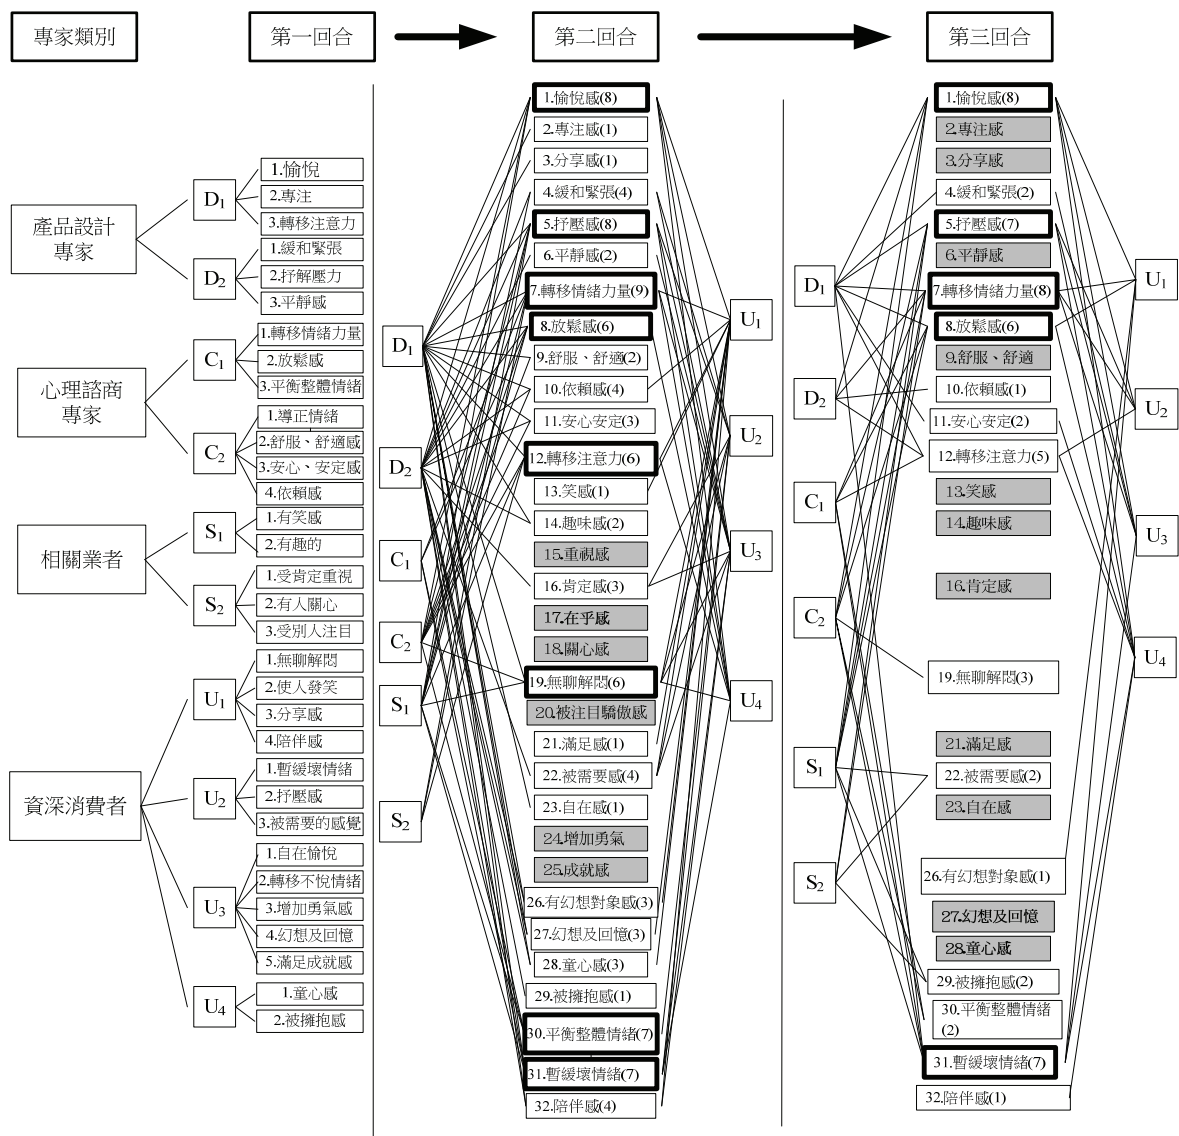 專家類別
第一回合
第二回合
第三回合
產品設計
專家
D1
1.愉悅
2.專注
3.轉移注意力
D2
1.緩和緊張
2.抒解壓力
3.平靜感
心理諮商
專家
C1
1.轉移情緒力量
2.放鬆感
3.平衡整體情緒
C2
1.導正情緒
2.舒服、舒適感
3.安心、安定感
4.依賴感
相關業者
S1
1.有笑感
2.有趣的
S2
1.受肯定重視
2.有人關心
3.受別人注目
資深消費者
U1
1.無聊解悶
2.使人發笑
3.分享感
4.陪伴感
U2
1.暫緩壞情緒
2.抒壓感
3.被需要的感覺
U3
1.自在愉悅
2.轉移不悅情緒
3.增加勇氣感
4.幻想及回憶
5.滿足成就感
U4
1.童心感
2.被擁抱感
D1
D2
C1
C2
S1
S2
1.愉悅感(8)
2.專注感(1)
3.分享感(1)
4.緩和緊張(4)
5.抒壓感(8)
6.平靜感(2)
7.轉移情緒力量(9)
8.放鬆感(6)
9.舒服、舒適(2)
10.依賴感(4)
11.安心安定(3)
12.轉移注意力(6)
13.笑感(1)
14.趣味感(2)
15.重視感
16.肯定感(3)
17.在乎感
18.關心感
19.無聊解悶(6)
20.被注目驕傲感
21.滿足感(1)
22.被需要感(4)
23.自在感(1)
24.增加勇氣
25.成就感
26.有幻想對象感(3)
27.幻想及回憶(3)
28.童心感(3)
29.被擁抱感(1)
30.平衡整體情緒(7)
31.暫緩壞情緒(7)
32.陪伴感(4)
U1
U2
U3
U4
D1
D2
C1
C2
S1
S2
1.愉悅感(8)
2.專注感
3.分享感
4.緩和緊張(2)
5.抒壓感(7)
6.平靜感
7.轉移情緒力量(8)
8.放鬆感(6)
9.舒服、舒適
10.依賴感(1)
11.安心安定(2)
12.轉移注意力(5)
13.笑感
14.趣味感
16.肯定感
19.無聊解悶(3)
21.滿足感
22.被需要感(2)
23.自在感
26.有幻想對象感(1)
27.幻想及回憶
28.童心感
29.被擁抱感(2)
30.平衡整體情緒
(2)
31.暫緩壞情緒(7)
32.陪伴感(1)
U1
U2
U3
U4